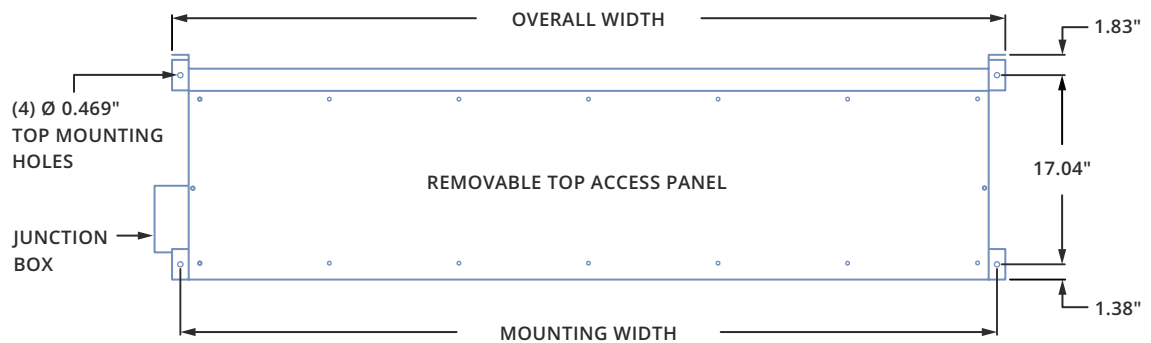 OVERALL WIDTH
1.83"
(4) Ø 0.469"
TOP MOUNTING
HOLES
17.04"
REMOVABLE TOP ACCESS PANEL
JUNCTION
BOX
1.38"
MOUNTING WIDTH